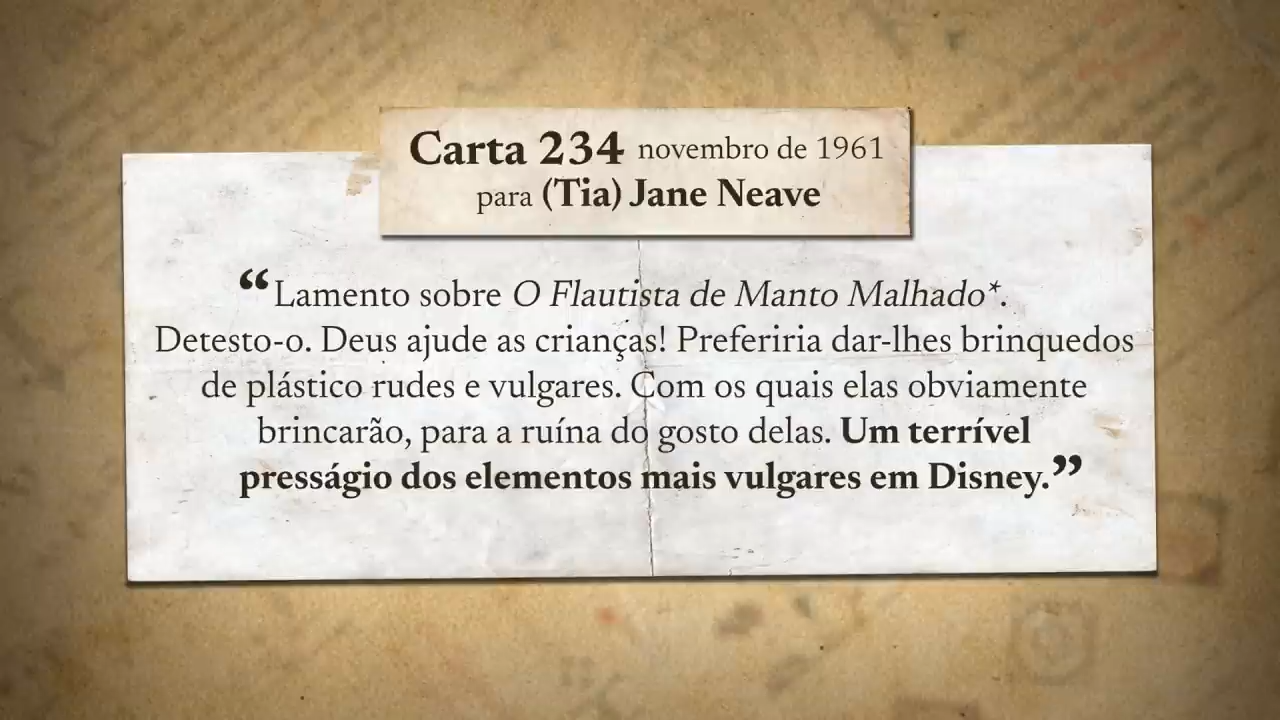 Carta 234 novembro de 1961
para (Tia) Jane Neave
“Lamento sobre O Flautista de Manto Malhado*.
Detesto-o. Deus ajude as crianças! Preferiria dar-lhes brinquedos
de plástico rudes e vulgares. Com os quais elas obviamente
brincarão, para a ruína do gosto delas. Um terrível
presságio dos elementos mais vulgares em Disney.”